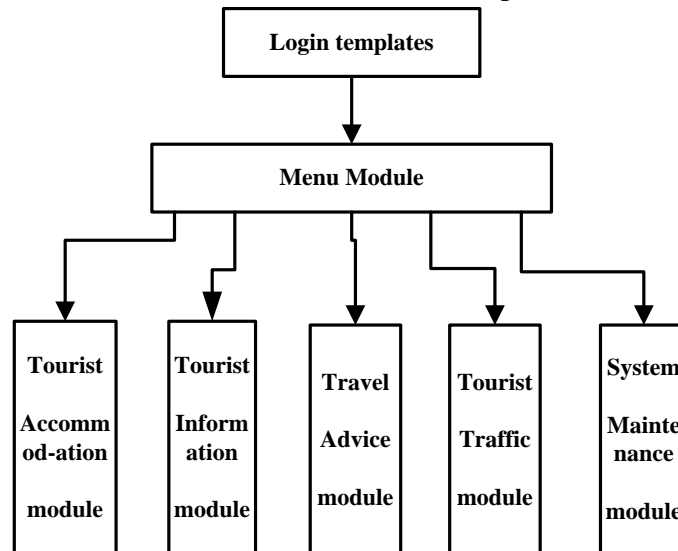 Login templates
Menu Module
Tourist
Accomm
od-ation
module
Tourist
Inform
ation
module
Travel
Advice
module
Tourist
Traffic
module
System
Mainte
nance
module